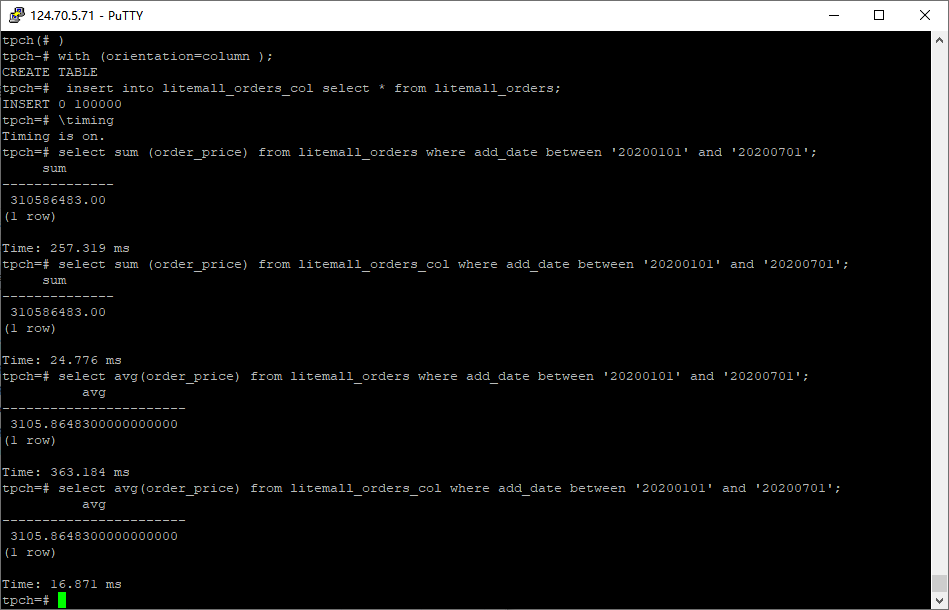 124.70.5.71 - PuTTY
tpch(# )
tpch-# with (orientation=column );
CREATE TABLE
tpch=#  insert into litemall_orders_col select * from litemall_orders;
INSERT 0 100000
tpch=# \timing
Timing is on.
tpch=# select sum (order_price) from litemall_orders where add_date between '20200101' and '20200701';
     sum
--------------
 310586483.00
(1 row)

Time: 257.319 ms
tpch=# select sum (order_price) from litemall_orders_col where add_date between '20200101' and '20200701';
     sum
--------------
 310586483.00
(1 row)

Time: 24.776 ms
tpch=# select avg(order_price) from litemall_orders where add_date between '20200101' and '20200701';
          avg
-----------------------
 3105.8648300000000000
(1 row)

Time: 363.184 ms
tpch=# select avg(order_price) from litemall_orders_col where add_date between '20200101' and '20200701';
          avg
-----------------------
 3105.8648300000000000
(1 row)

Time: 16.871 ms
tpch=#